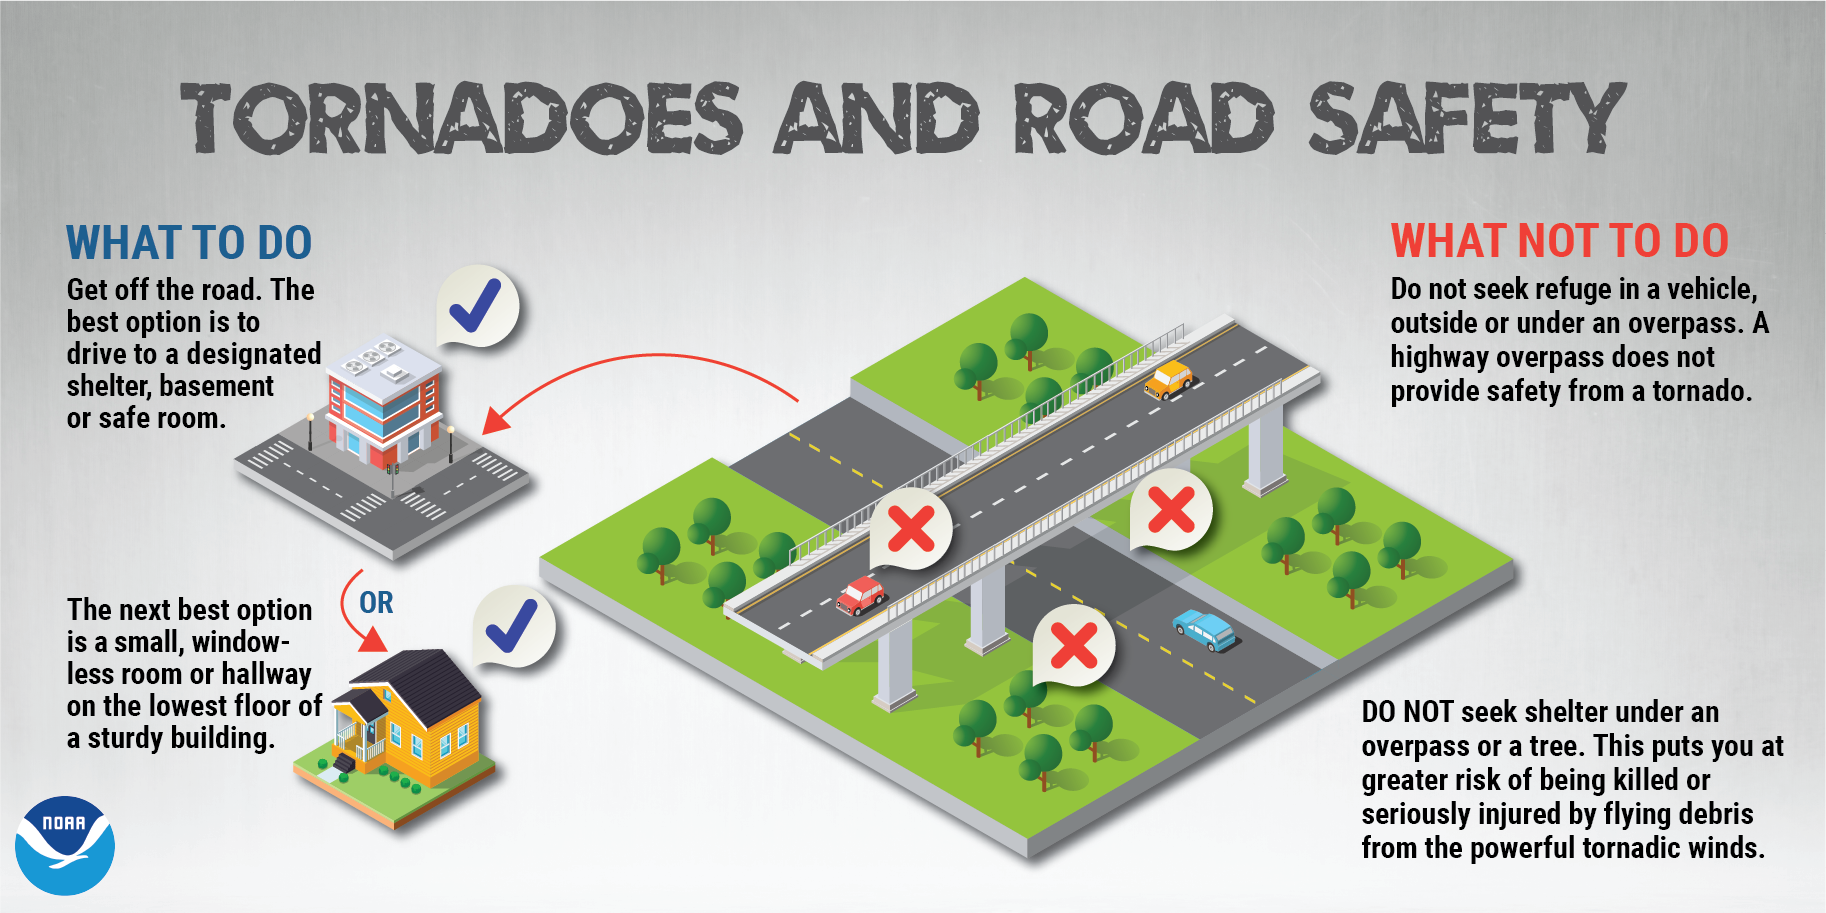 TORNADOES AND ROAD SAFETY
WHAT TO DO
Get off the road. The
best option is to
drive to a designated
shelter, basement
or safe room.
OR
The next best option
is a small, window-
less room or hallway
on the lowest floor of
a sturdy building.
NOAA
WHAT NOT TO DO
Do not seek refuge in a vehicle,
outside or under an overpass. A
highway overpass does not
provide safety from a tornado.
DO NOT seek shelter under an
overpass or a tree. This puts you at
greater risk of being killed or
seriously injured by flying debris
from the powerful tornadic winds.